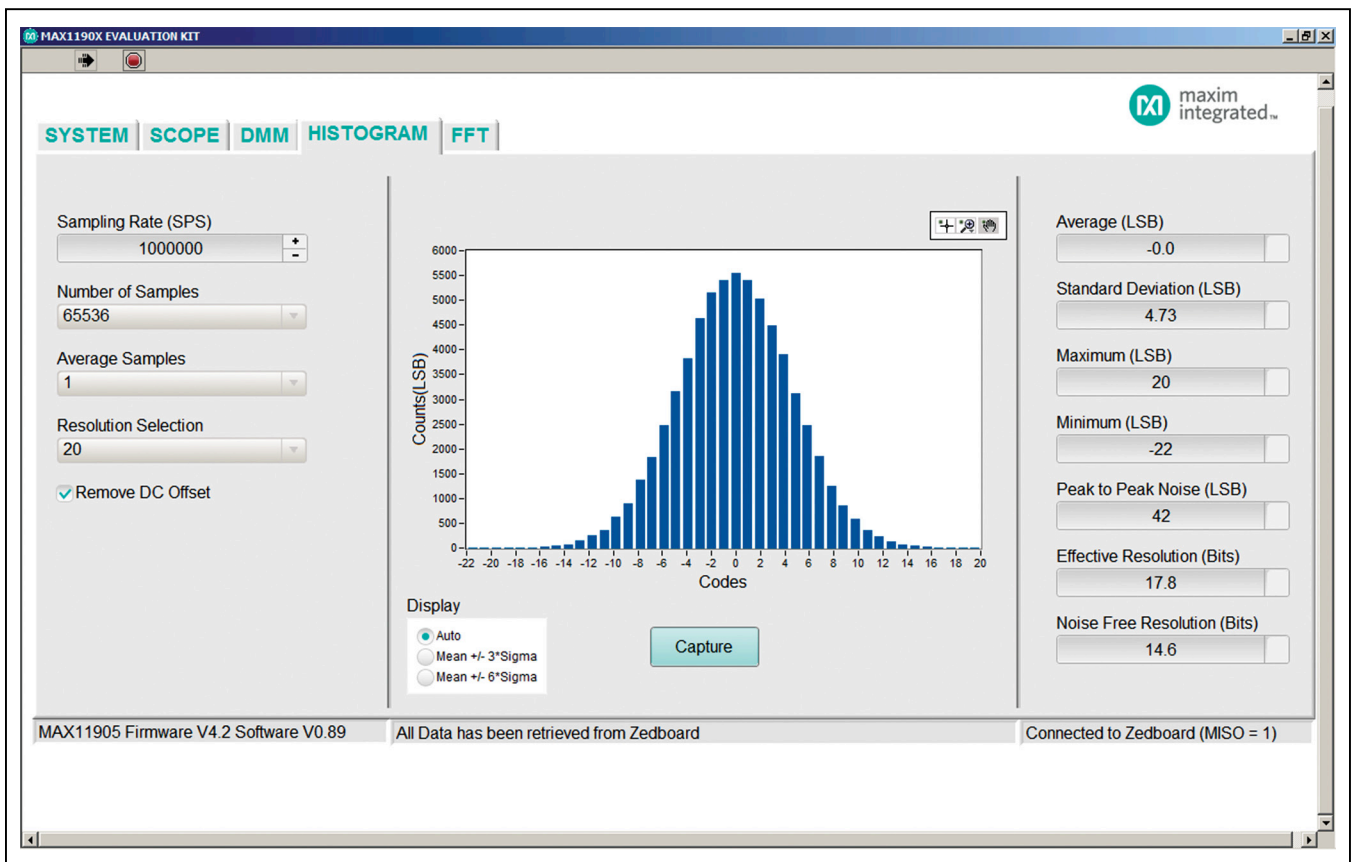 MAX1190X EVALUATION KIT
maxim
integrated™
SYSTEM SCOPE DMM HISTOGRAM FFT
Sampling Rate (SPS)
1000000
+
-
Number of Samples
65536
Average Samples
1
Resolution Selection
20
Remove DC Offset
6000
5500
5000
4500
4000
3500
3000
2500
2000
1500
1000
500
0
Counts(LSB)
-22 -20 -18 -16 -14 -12 -10 -8 -6 -4 -2 0 2 4 6 8 10 12 14 16 18 20
Codes
Display
Auto
Mean +/- 3*Sigma
Mean +/- 6*Sigma
Capture
Average (LSB)
-0.0
Standard Deviation (LSB)
4.73
Maximum (LSB)
20
Minimum (LSB)
-22
Peak to Peak Noise (LSB)
42
Effective Resolution (Bits)
17.8
Noise Free Resolution (Bits)
14.6
MAX11905 Firmware V4.2 Software V0.89
All Data has been retrieved from Zedboard
Connected to Zedboard (MISO = 1)